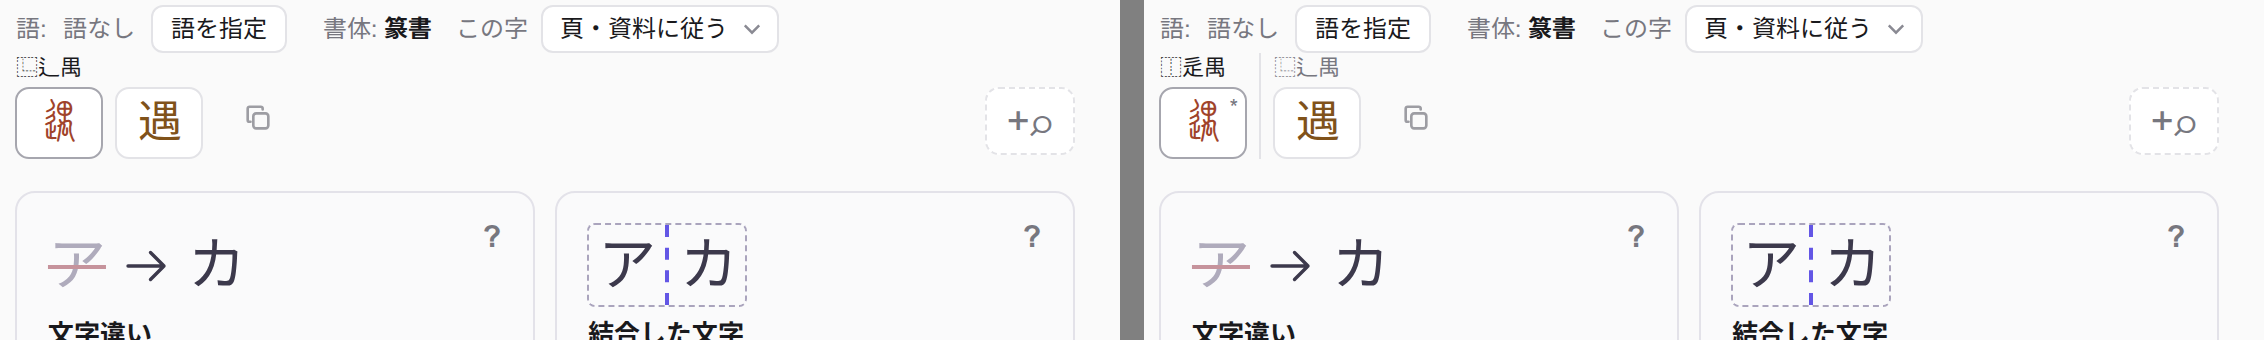 語: 語なし 語を指定 書体: 篆書 この字 頁・資料に従う
⿺辶禺
遇 遇 +⌕
?
ア → カ
文字違い
?
ア カ
結合した文字
語: 語なし 語を指定 書体: 篆書 この字 頁・資料に従う
⿰辵禺 ⿺辶禺
遇* 遇 +⌕
?
ア → カ
文字違い
?
ア カ
結合した文字